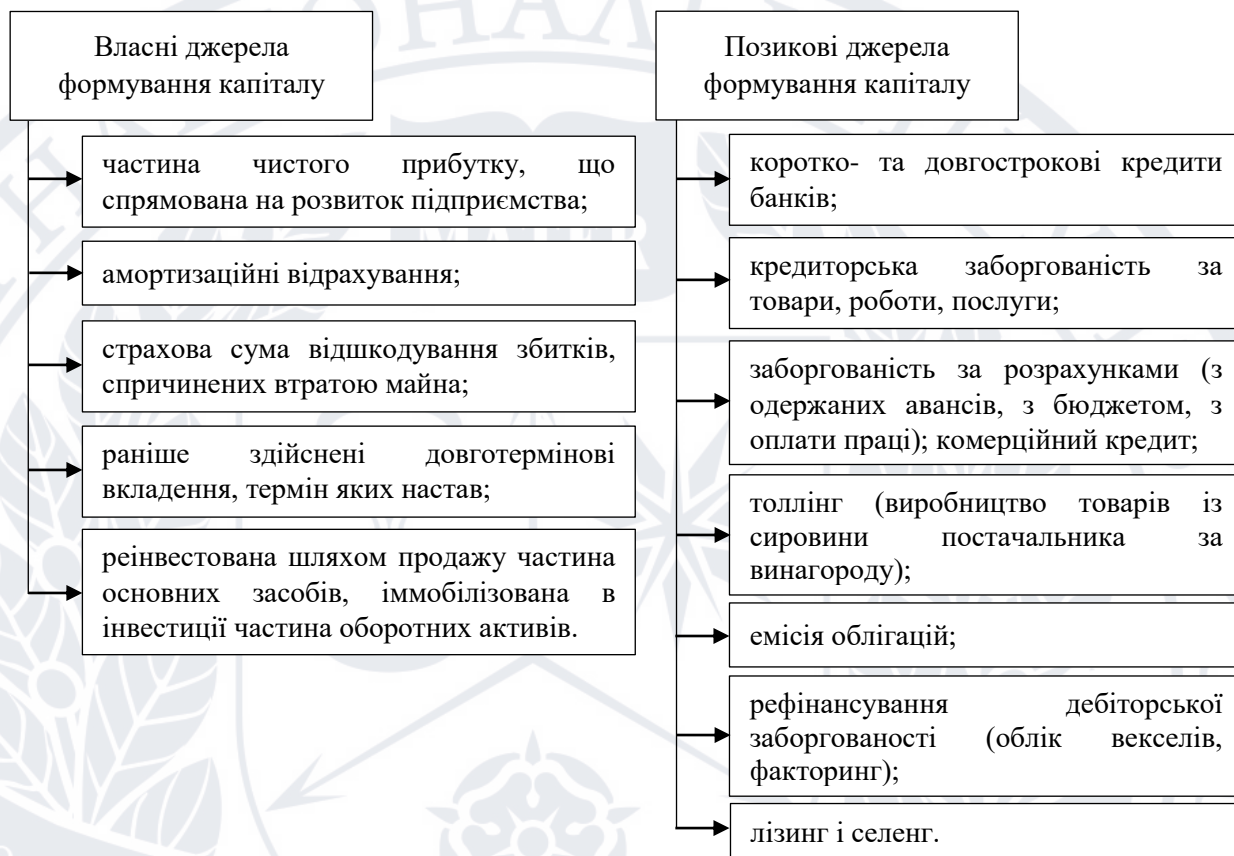 Власні джерела
формування капіталу
частина чистого прибутку, що
спрямована на розвиток підприємства;
амортизаційні відрахування;
страхова сума відшкодування збитків,
спричинених втратою майна;
раніше здійснені довготермінові
вкладення, термін яких настав;
реінвестована шляхом продажу частина
основних засобів, іммобілізована в
інвестиції частина оборотних активів.
Позикові джерела
формування капіталу
коротко- та довгострокові кредити
банків;
кредиторська заборгованість за
товари, роботи, послуги;
заборгованість за розрахунками (з
одержаних авансів, з бюджетом, з
оплати праці); комерційний кредит;
толлінг (виробництво товарів із
сировини постачальника за
винагороду);
емісія облігацій;
рефінансування дебіторської
заборгованості (облік векселів,
факторинг);
лізинг і селенг.